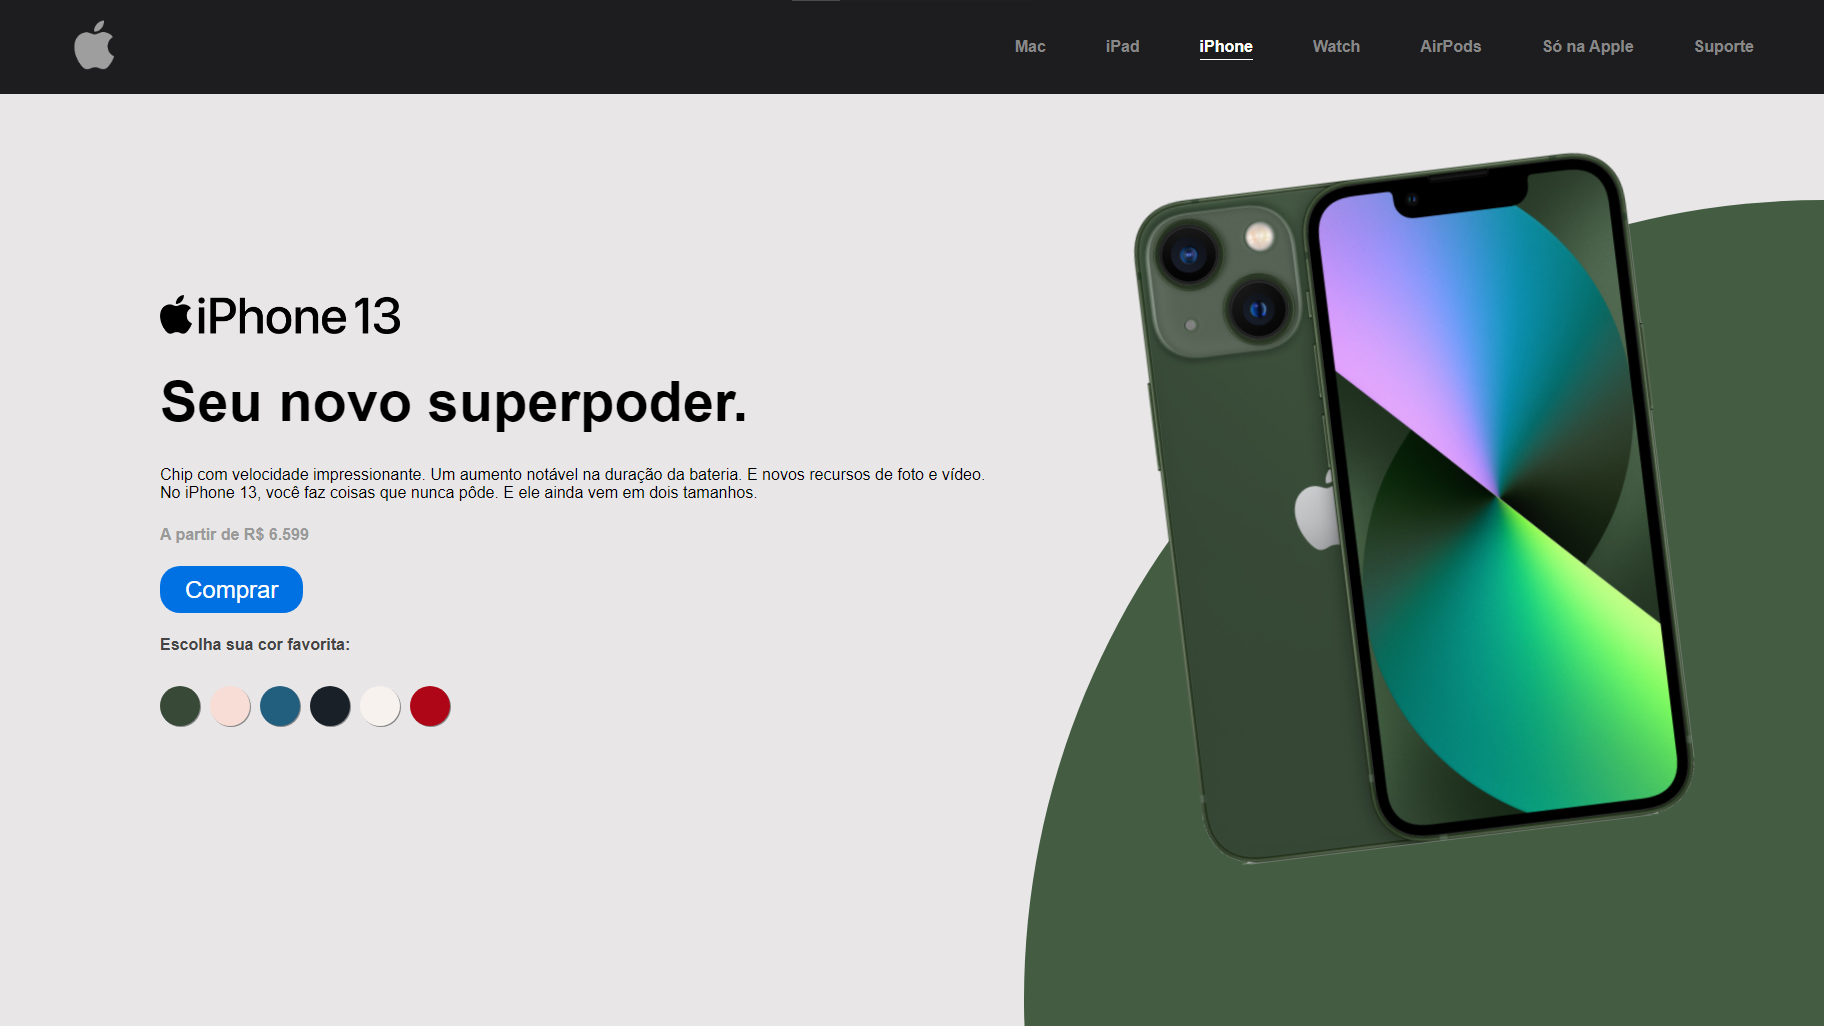 Mac
iPad
iPhone
Watch
AirPods
Só na Apple
Suporte
iPhone 13
Seu novo superpoder.
Chip com velocidade impressionante. Um aumento notável na duração da bateria. E novos recursos de foto e vídeo.
No iPhone 13, você faz coisas que nunca pôde. E ele ainda vem em dois tamanhos.
A partir de R$ 6.599
Comprar
Escolha sua cor favorita: